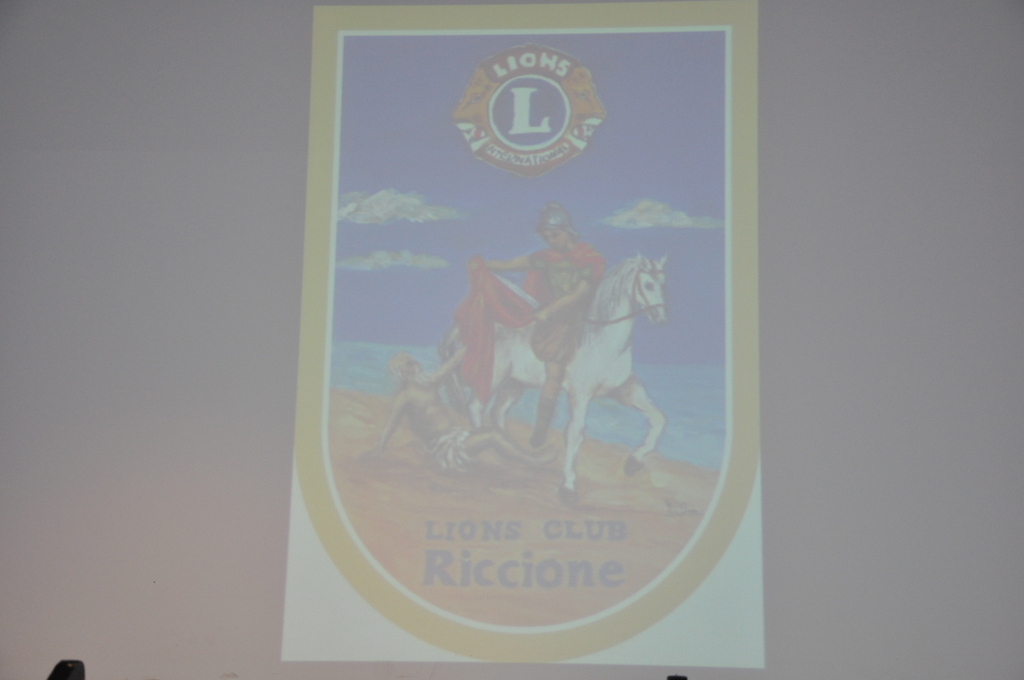 LIONS
L
INTERNATIONAL
LIONS CLUB
Riccione